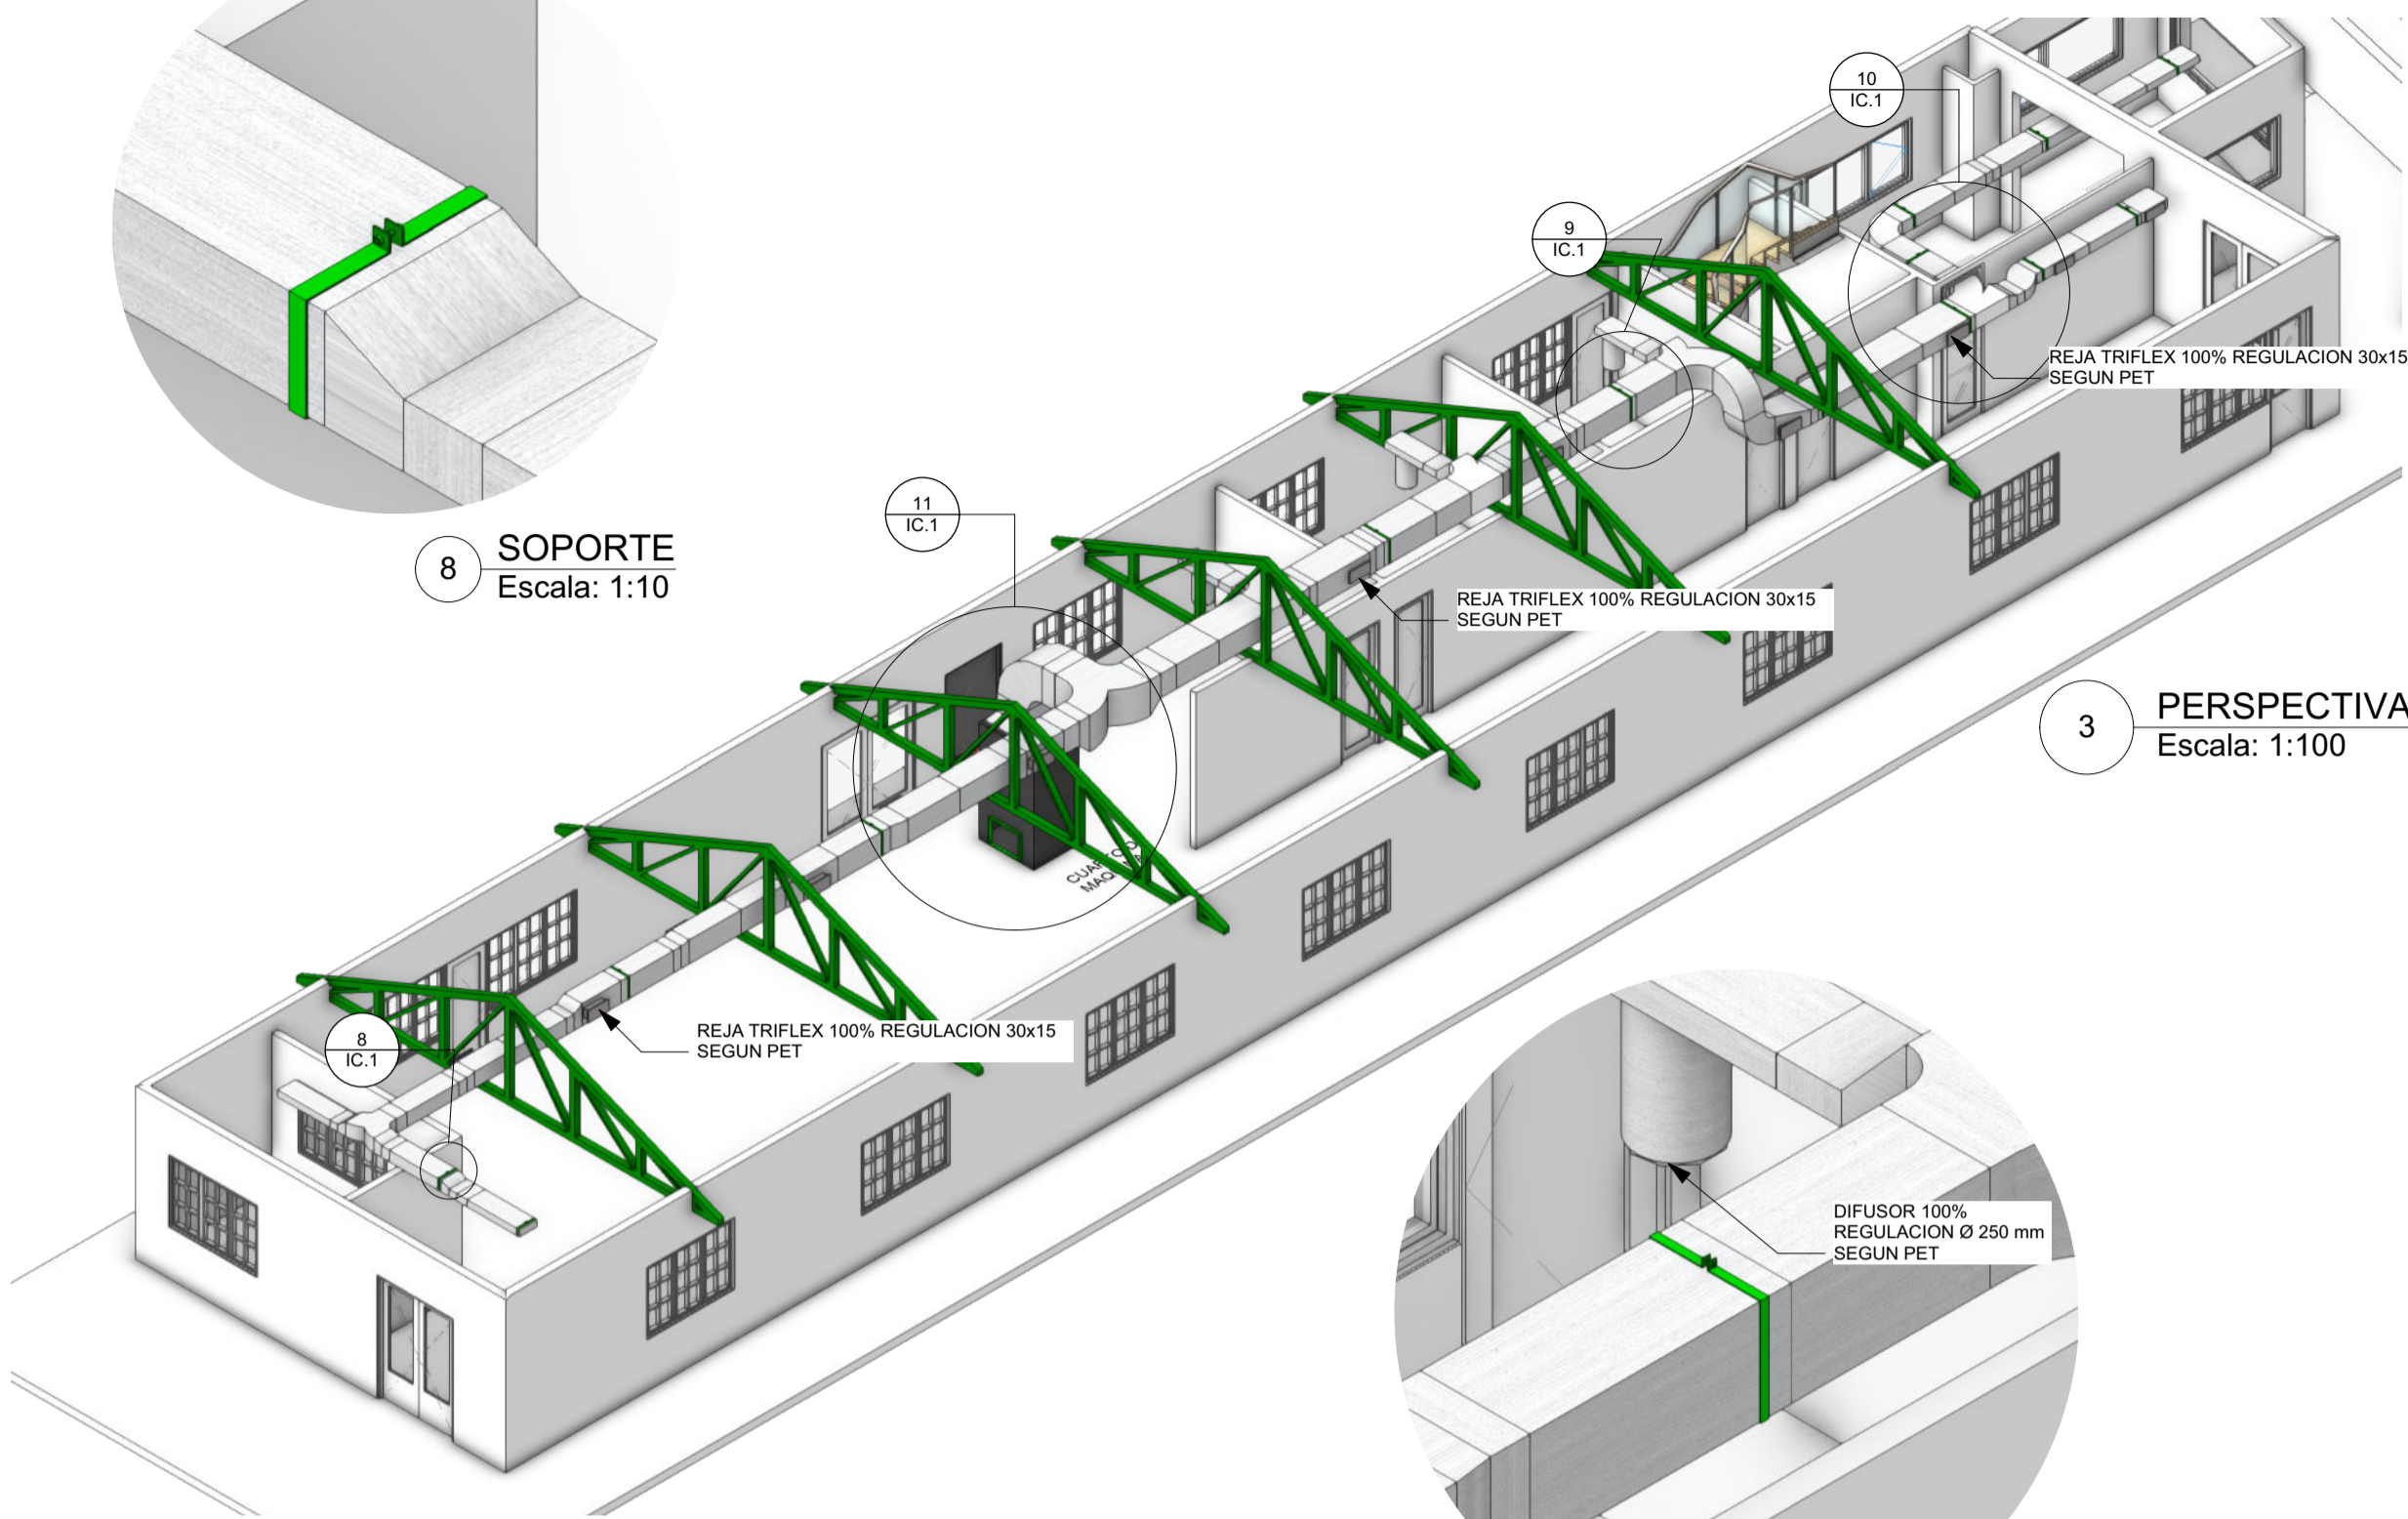 10
IC.1
9
IC.1
REJA TRIFLEX 100% REGULACION 30x15
SEGUN PET
8
SOPORTE
Escala: 1:10
11
IC.1
REJA TRIFLEX 100% REGULACION 30x15
SEGUN PET
3
PERSPECTIVA
Escala: 1:100
8
IC.1
REJA TRIFLEX 100% REGULACION 30x15
SEGUN PET
DIFUSOR 100%
REGULACION Ø 250 mm
SEGUN PET